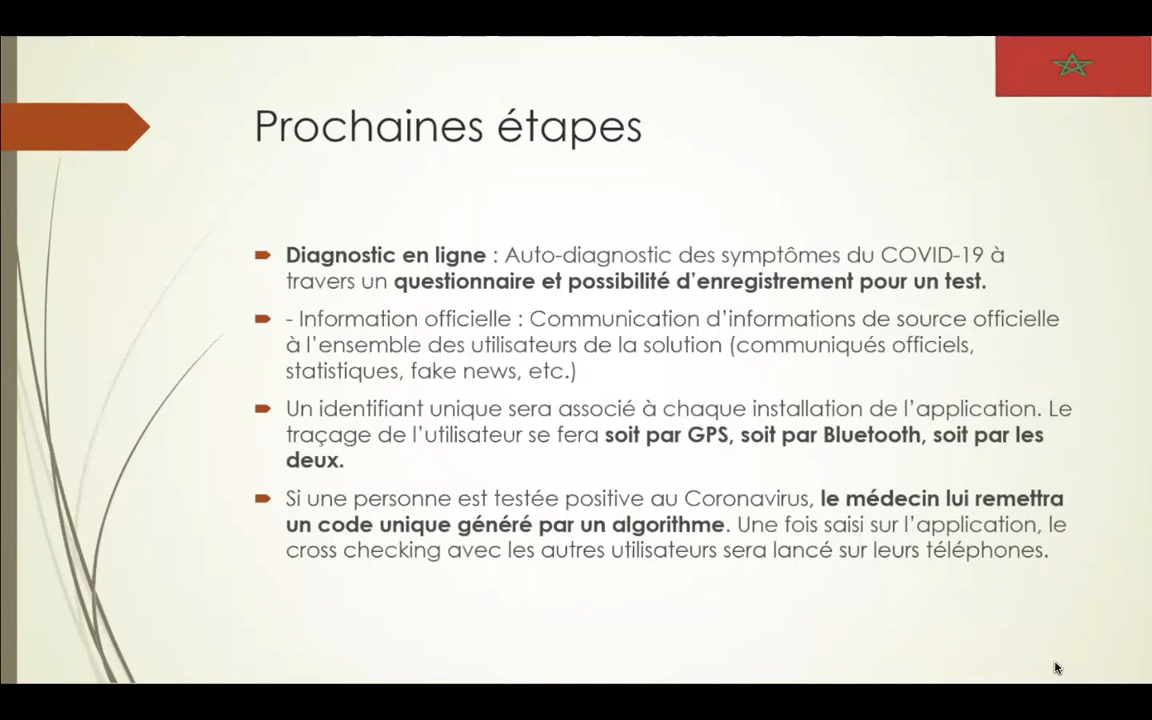 Prochaines étapes
Diagnostic en ligne : Auto-diagnostic des symptômes du COVID-19 à
travers un questionnaire et possibilité d'enregistrement pour un test.
- Information officielle : Communication d'informations de source officielle
à l'ensemble des utilisateurs de la solution (communiqués officiels,
statistiques, fake news, etc.)
Un identifiant unique sera associé à chaque installation de l'application. Le
traçage de l'utilisateur se fera soit par GPS, soit par Bluetooth, soit par les
deux.
Si une personne est testée positive au Coronavirus, le médecin lui remettra
un code unique généré par un algorithme. Une fois saisi sur l'application, le
cross checking avec les autres utilisateurs sera lancé sur leurs téléphones.